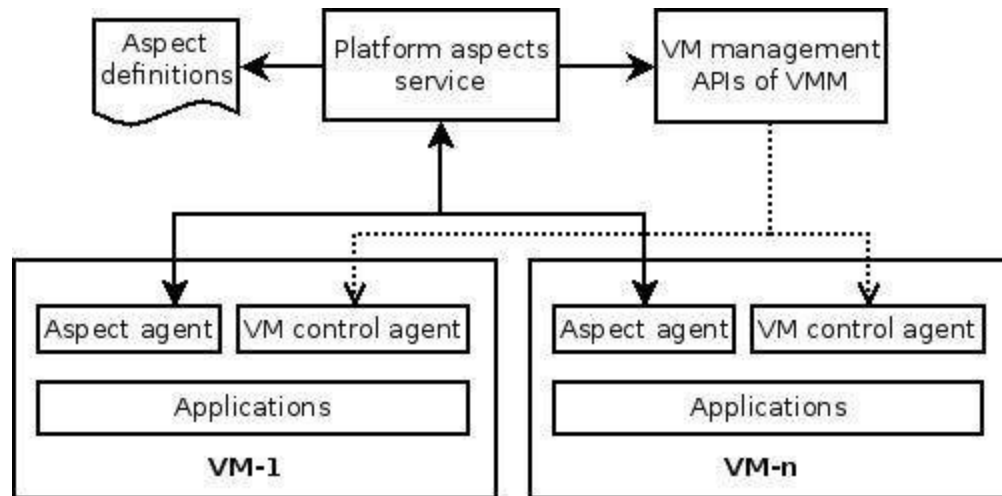 Aspect
definitions
Platform aspects
service
VM management
APIs of VMM
Aspect agent
VM control agent
Applications
VM-1
Aspect agent
VM control agent
Applications
VM-n